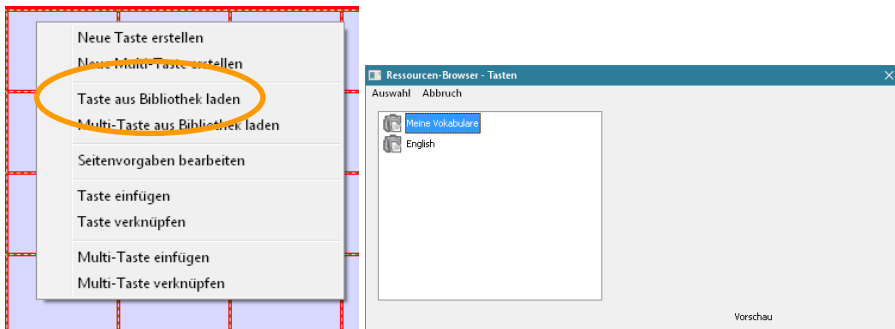 Neue Taste erstellen
Neue Multi-Taste erstellen
Taste aus Bibliothek laden
Multi-Taste aus Bibliothek laden
Seitenvorgaben bearbeiten
Taste einfügen
Taste verknüpfen
Multi-Taste einfügen
Multi-Taste verknüpfen
Ressourcen-Browser - Tasten
Auswahl Abbruch
Meine Vokabulare
English
Vorschau